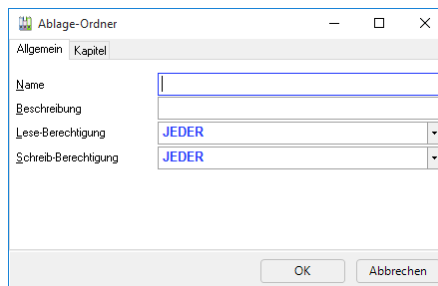 Ablage-Ordner
Allgemein Kapitel
Name
Beschreibung
Lese-Berechtigung JEDER
Schreib-Berechtigung JEDER
OK Abbrechen